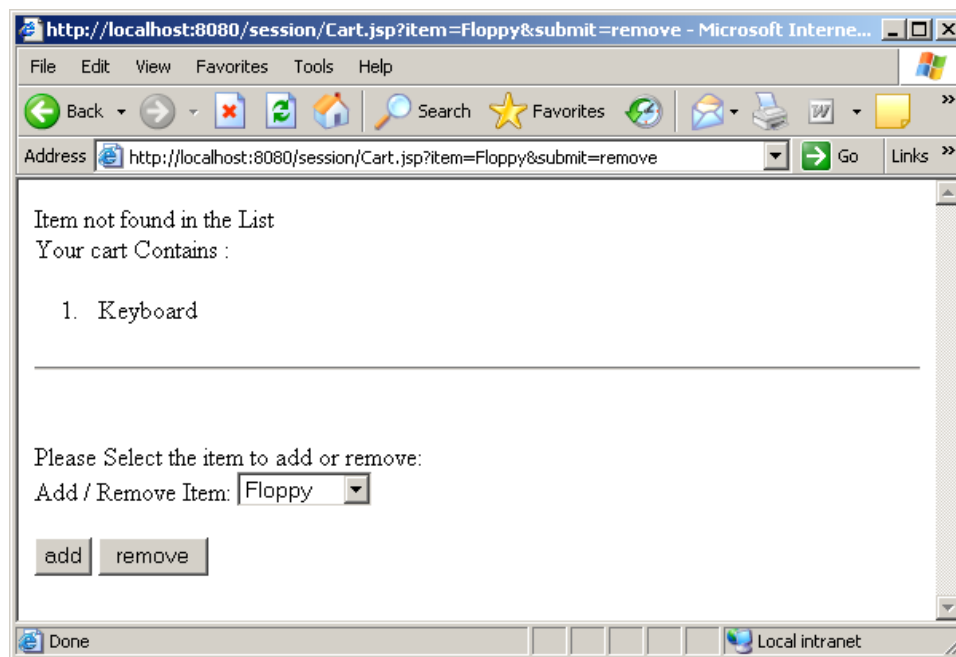 http://localhost:8080/session/Cart.jsp?item=Floppy&submit=remove - Microsoft Interne...
File Edit View Favorites Tools Help
Back Search Favorites W »
Address http://localhost:8080/session/Cart.jsp?item=Floppy&submit=remove Go Links »
Item not found in the List
Your cart Contains :
1. Keyboard
Please Select the item to add or remove:
Add / Remove Item: Floppy
add remove
Done Local intranet